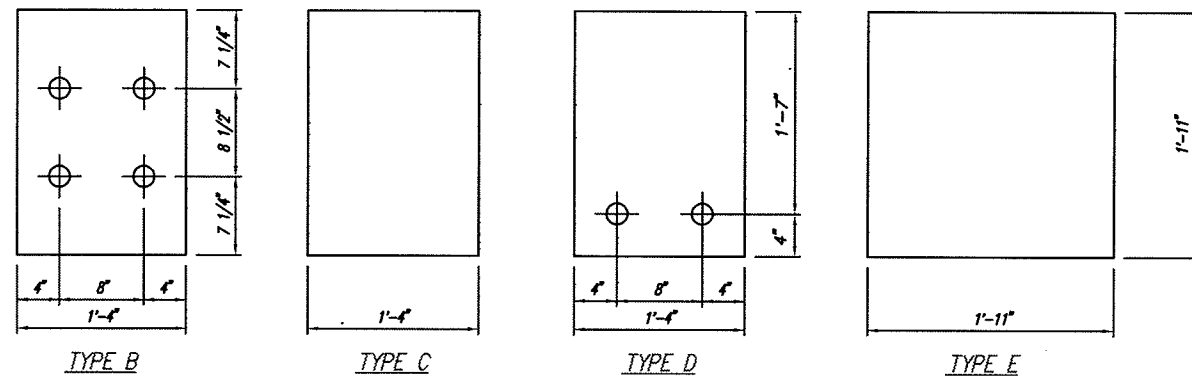 7 1/4"
8 1/2"
7 1/4"
4" 8" 4"
1'-4"
TYPE B
1'-4"
TYPE C
1'-7"
4"
4" 8" 4"
1'-4"
TYPE D
1'-11"
1'-11"
TYPE E